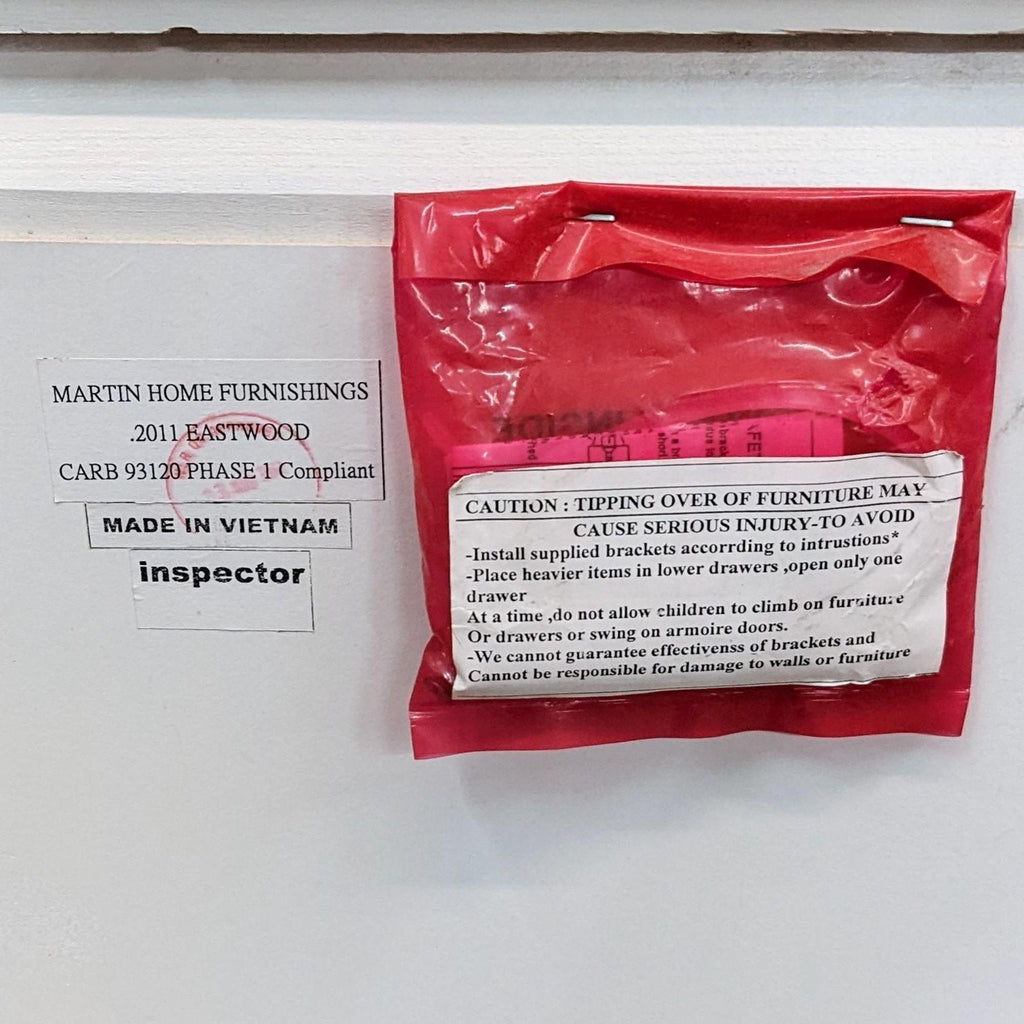 MARTIN HOME FURNISHINGS
.2011 EASTWOOD
CARB 93120 PHASE 1 Compliant
MADE IN VIETNAM
inspector
CAUTION : TIPPING OVER OF FURNITURE MAY
CAUSE SERIOUS INJURY-TO AVOID
-Install supplied brackets accorrding to intrustions*
-Place heavier items in lower drawers ,open only one
drawer
At a time ,do not allow children to climb on furniture
Or drawers or swing on armoire doors.
-We cannot guarantee effectivenss of brackets and
Cannot be responsible for damage to walls or furniture